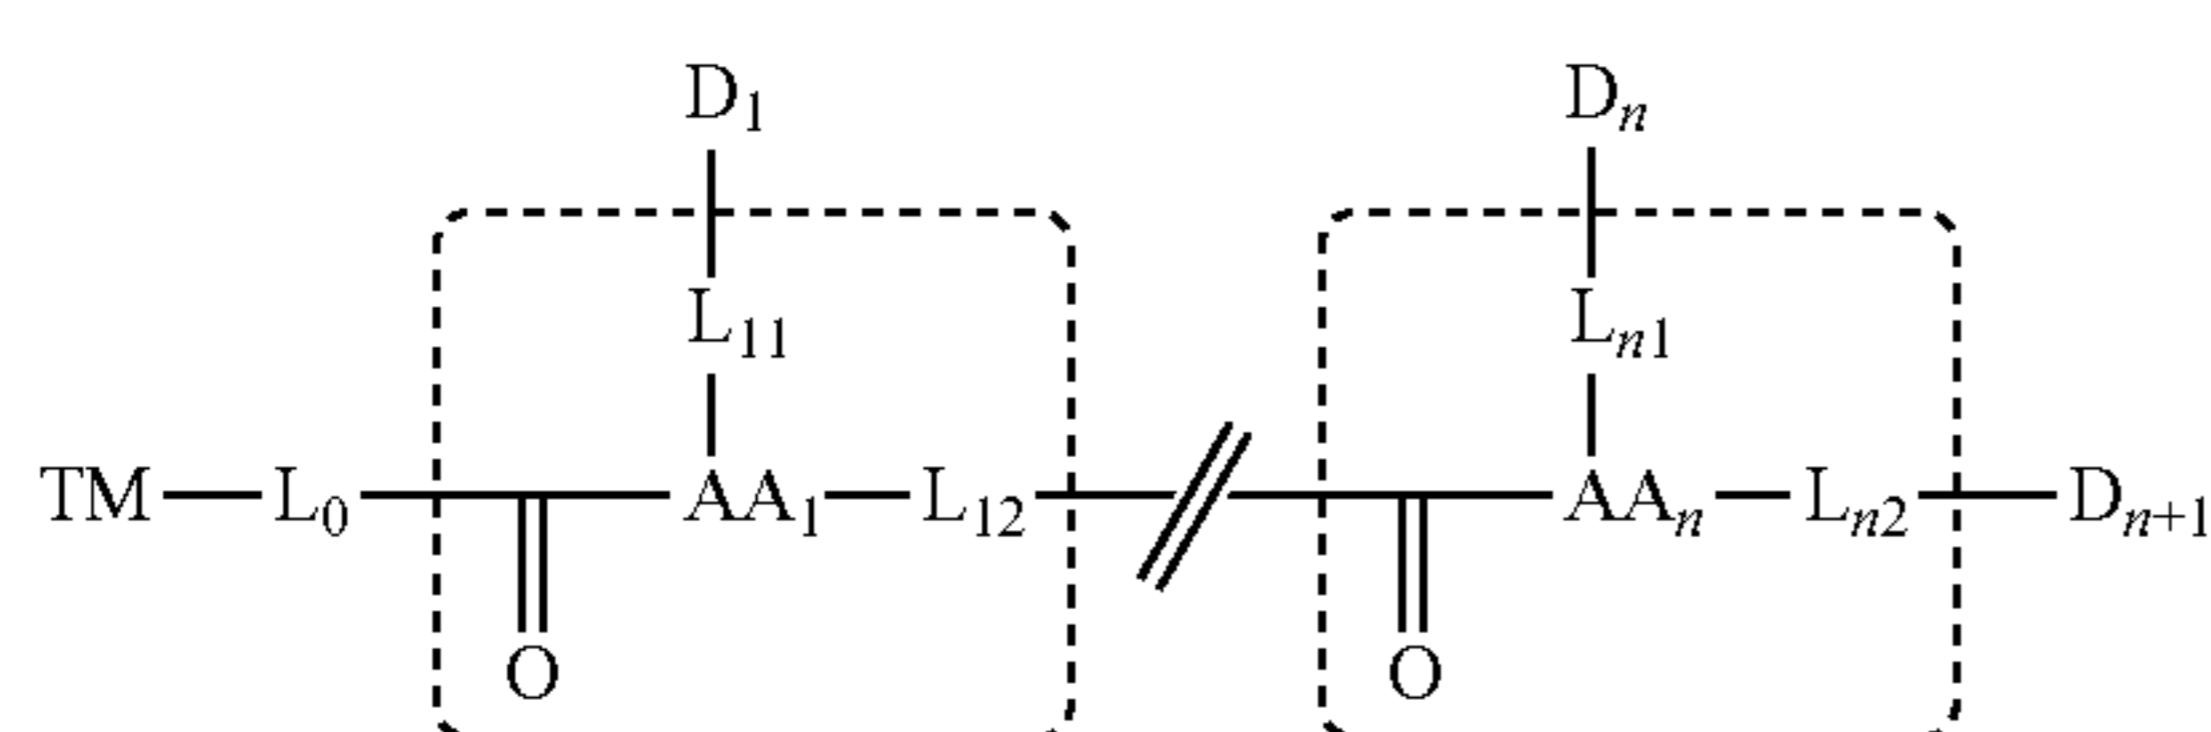 D₁ Dₙ
L₁₁ Lₙ₁
TM L₀ AA₁ L₁₂ AAₙ Lₙ₂ Dₙ₊₁
O O